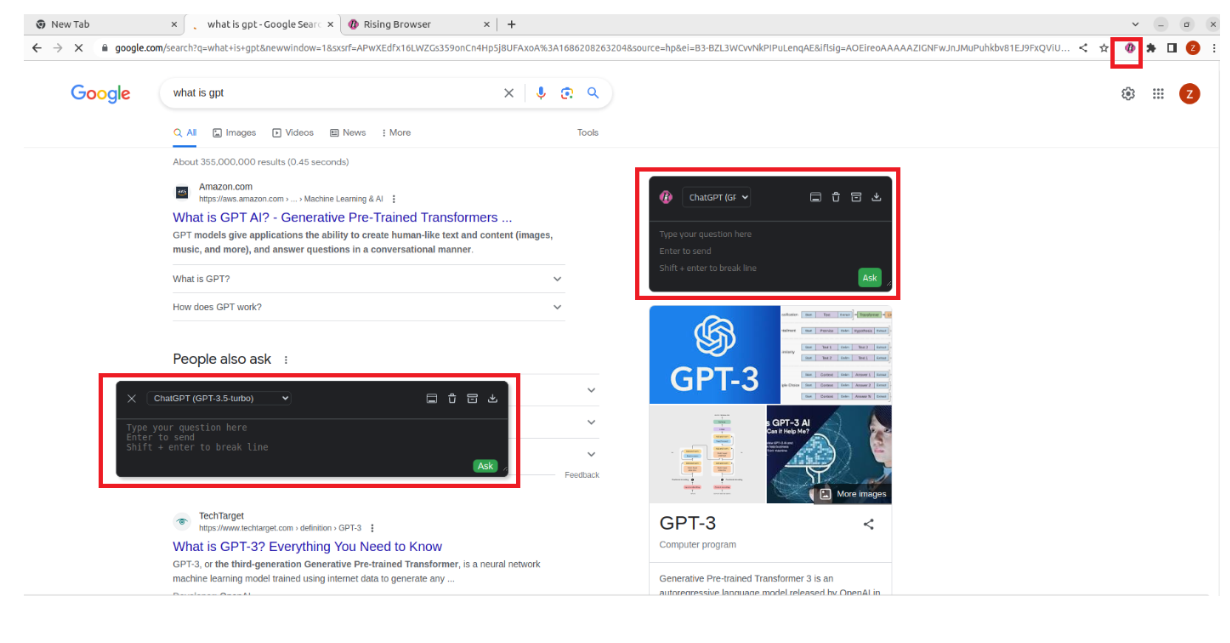 New Tab
what is gpt - Google Searc
Rising Browser
google.com/search?q=what+is+gpt&newwindow=1&sxsrf=
Google
what is gpt
Z
All
Images
Videos
News
More
Tools
About 355.000.000 results (0.45 seconds)
Amazon.com
https://aws.amazon.com › ... › Machine Learning & AI
What is GPT AI? - Generative Pre-Trained Transformers ...
GPT models give applications the ability to create human-like text and content (images,
music, and more), and answer questions in a conversational manner.
What is GPT?
How does GPT work?
People also ask
ChatGPT (GPT-3.5-turbo)
Type your question here
Enter to send
Shift + enter to break line
Ask
Feedback
TechTarget
https://www.techtarget.com › definition › GPT-3
What is GPT-3? Everything You Need to Know
GPT-3, or the third-generation Generative Pre-trained Transformer, is a neural network
machine learning model trained using internet data to generate any ...
ChatGPT (GF
Type your question here
Enter to send
Shift + enter to break line
Ask
GPT-3
s GPT-3 AI
Can it Help Me?
More images
GPT-3
Computer program
Generative Pre-trained Transformer 3 is an
autoregressive language model released by OpenAI in